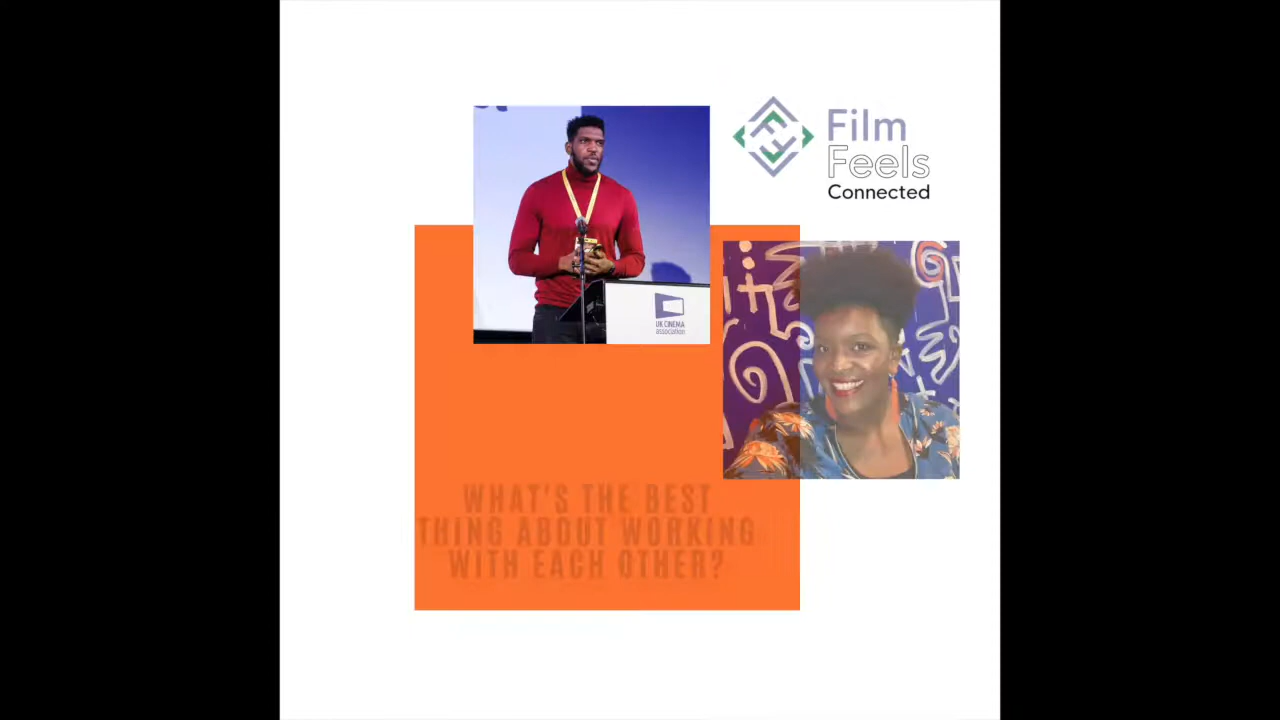 Film
Feels
Connected
UK CINEMA
association
WHAT'S THE BEST
THING ABOUT WORKING
WITH EACH OTHER?